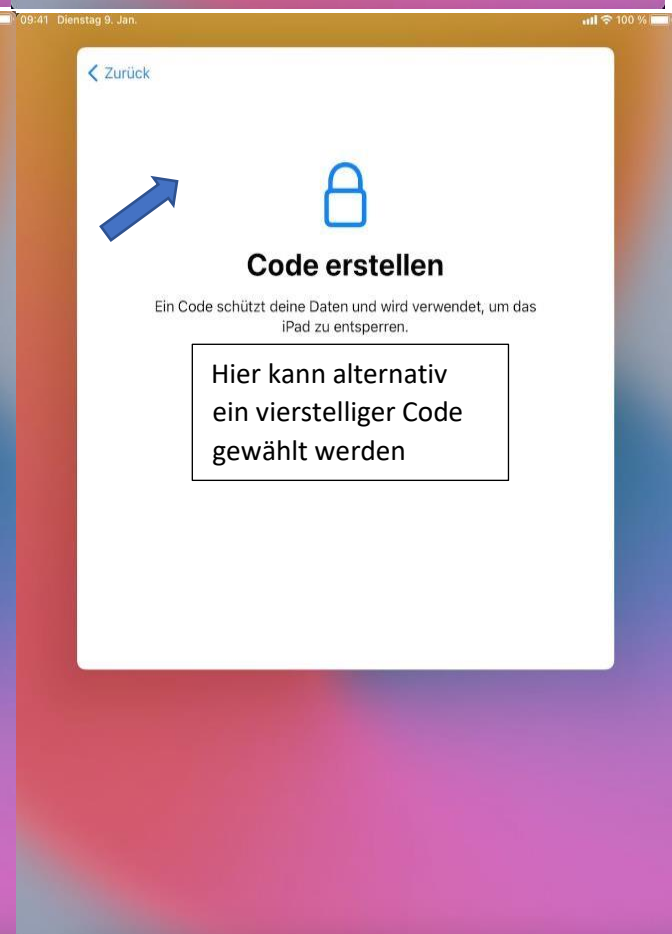 09:41 Dienstag 9. Jan. 100 %
Zurück
Code erstellen
Ein Code schützt deine Daten und wird verwendet, um das
iPad zu entsperren.
Hier kann alternativ
ein vierstelliger Code
gewählt werden